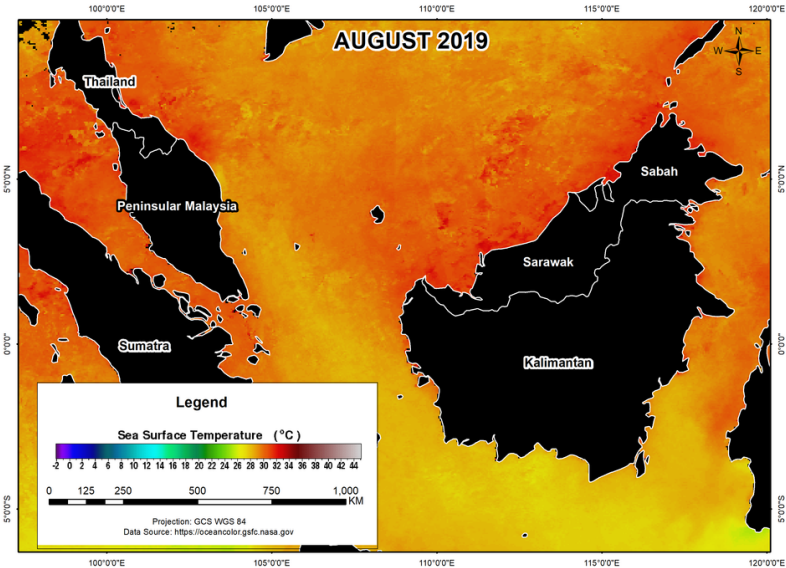 AUGUST 2019
100°0'0"E
105°0'0"E
110°0'0"E
115°0'0"E
120°0'0"E
N
W E
S
Thailand
Peninsular Malaysia
Sumatra
Sabah
Sarawak
Kalimantan
5°0'0"N
0°0'0"
5°0'0"S
5°0'0"N
0°0'0"
5°0'0"S
Legend
Sea Surface Temperature (°C)
-2 0 2 4 6 8 10 12 14 16 18 20 22 24 26 28 30 32 34 36 38 40 42 44
0 125 250 500 750 1,000
KM
Projection: GCS WGS 84
Data Source: https://oceancolor.gsfc.nasa.gov
100°0'0"E
105°0'0"E
110°0'0"E
115°0'0"E
120°0'0"E